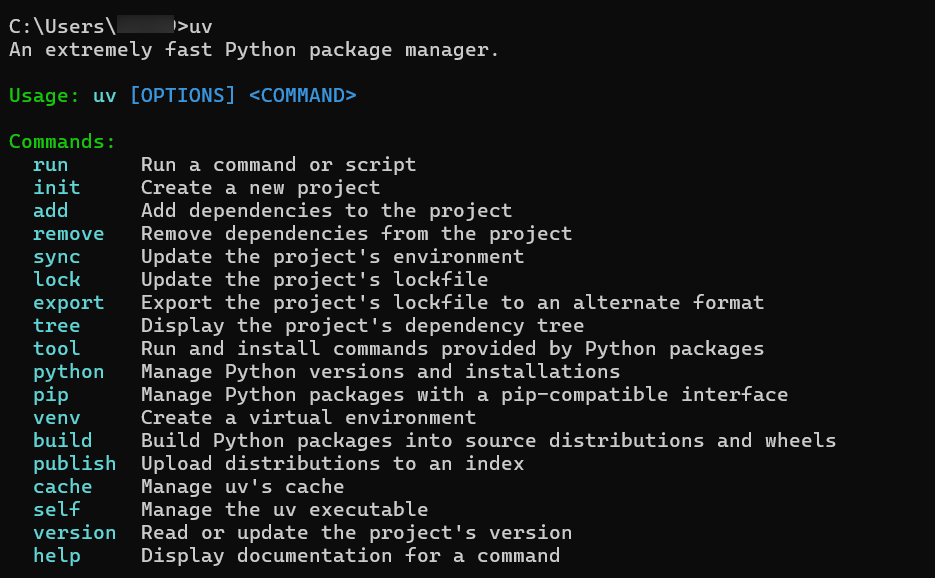 C:\Users\ >uv
An extremely fast Python package manager.
Usage: uv [OPTIONS] <COMMAND>
Commands:
run Run a command or script
init Create a new project
add Add dependencies to the project
remove Remove dependencies from the project
sync Update the project's environment
lock Update the project's lockfile
export Export the project's lockfile to an alternate format
tree Display the project's dependency tree
tool Run and install commands provided by Python packages
python Manage Python versions and installations
pip Manage Python packages with a pip-compatible interface
venv Create a virtual environment
build Build Python packages into source distributions and wheels
publish Upload distributions to an index
cache Manage uv's cache
self Manage the uv executable
version Read or update the project's version
help Display documentation for a command